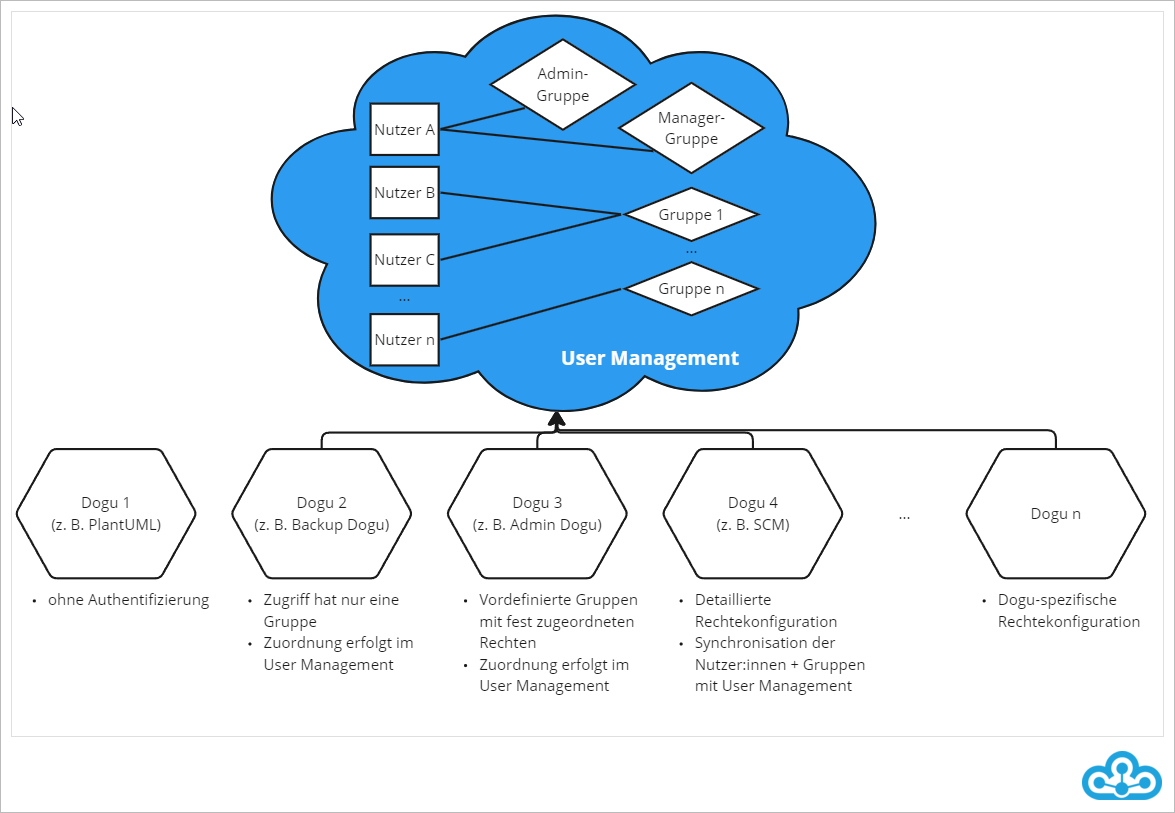 Admin-
Gruppe
Manager-
Gruppe
Nutzer A
Nutzer B
Gruppe 1
...
Nutzer C
Gruppe n
...
Nutzer n
User Management
Dogu 1
(z. B. PlantUML)
Dogu 2
(z. B. Backup Dogu)
Dogu 3
(z. B. Admin Dogu)
Dogu 4
(z. B. SCM)
...
Dogu n
• ohne Authentifizierung
• Zugriff hat nur eine
Gruppe
• Zuordnung erfolgt im
User Management
• Vordefinierte Gruppen
mit fest zugeordneten
Rechten
• Zuordnung erfolgt im
User Management
• Detaillierte
Rechtekonfiguration
• Synchronisation der
Nutzer:innen + Gruppen
mit User Management
• Dogu-spezifische
Rechtekonfiguration